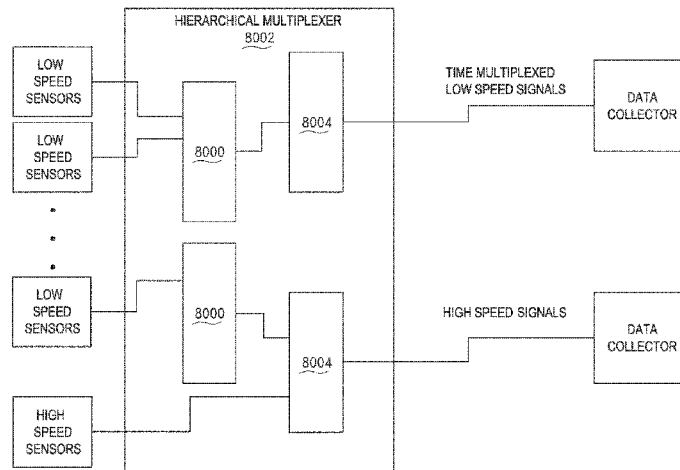 HIERARCHICAL MULTIPLEXER
8002
LOW
SPEED
SENSORS
LOW
SPEED
SENSORS
8000
8004
TIME MULTIPLEXED
LOW SPEED SIGNALS
DATA
COLLECTOR
LOW
SPEED
SENSORS
8000
8004
HIGH SPEED SIGNALS
DATA
COLLECTOR
HIGH
SPEED
SENSORS